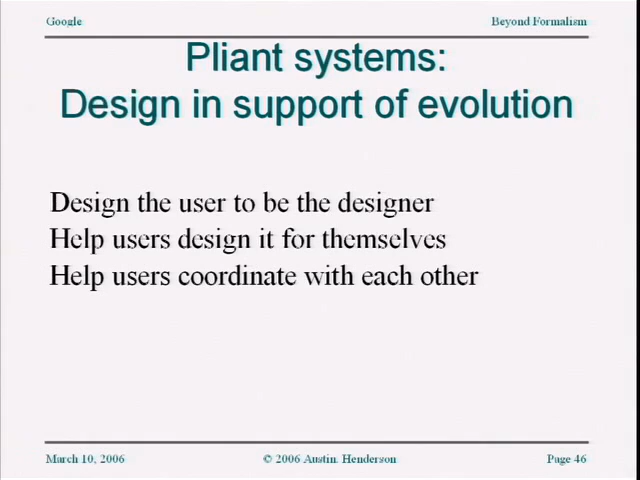 Google Beyond Formalism
Pliant systems:
Design in support of evolution
Design the user to be the designer
Help users design it for themselves
Help users coordinate with each other
March 10, 2006 © 2006 Austin. Henderson Page 46